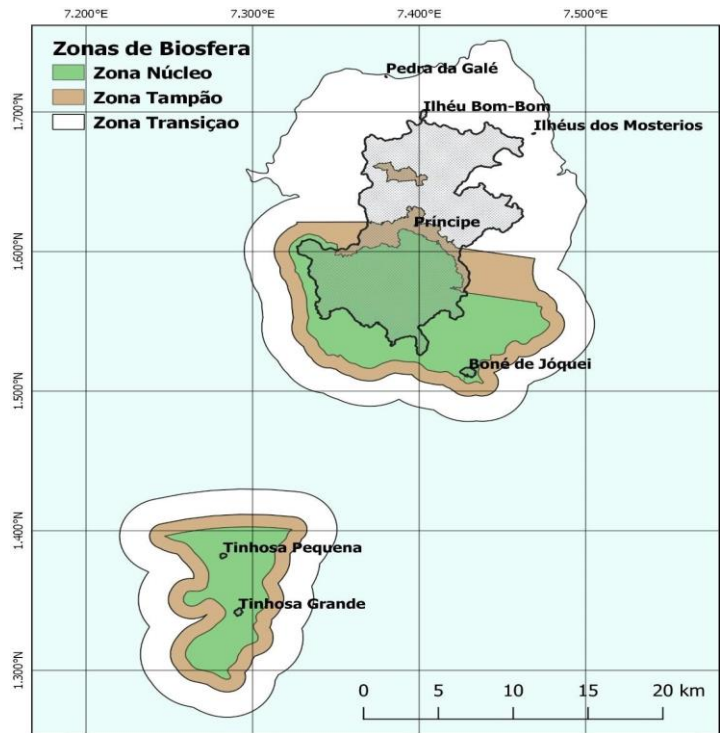 7.200°E
7.300°E
7.400°E
7.500°E
Zonas de Biosfera
Zona Núcleo
Zona Tampão
Zona Transiçao
Pedra da Galé
Ilhéu Bom-Bom
Ilhéus dos Mosterios
Príncipe
Boné de Jóquei
Tinhosa Pequena
Tinhosa Grande
1.700°N
1.600°N
1.500°N
1.400°N
1.300°N
0 5 10 15 20 km